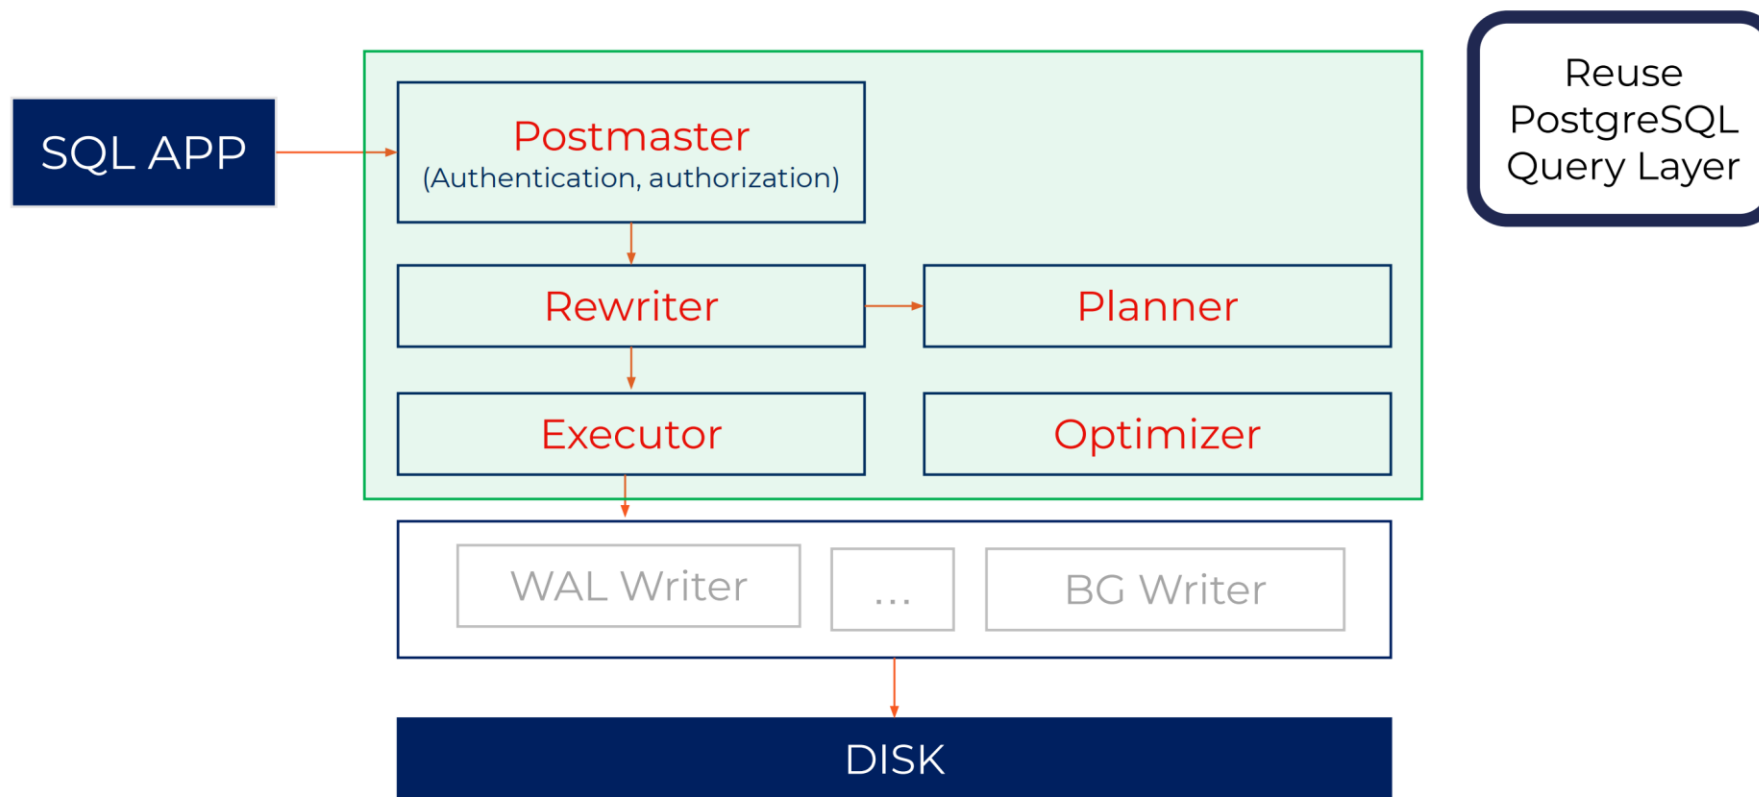 SQL APP
Postmaster
(Authentication, authorization)
Reuse
PostgreSQL
Query Layer
Rewriter
Planner
Executor
Optimizer
WAL Writer
...
BG Writer
DISK